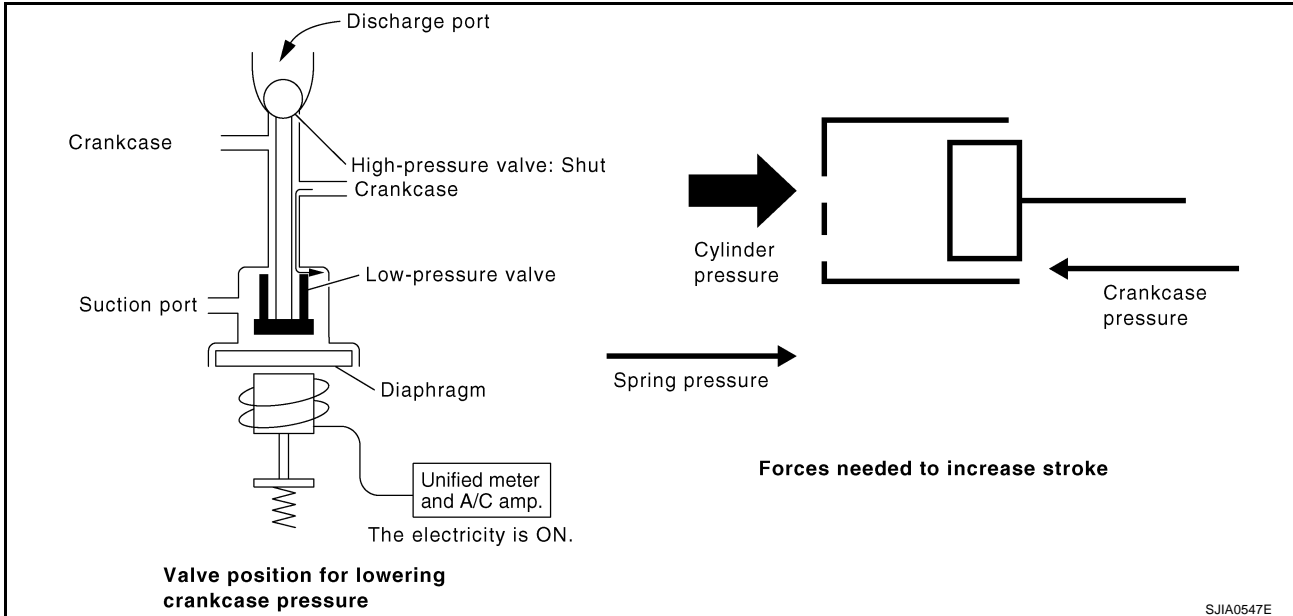 Discharge port
Crankcase
High-pressure valve: Shut
Crankcase
Low-pressure valve
Suction port
Diaphragm
Unified meter
and A/C amp.
The electricity is ON.
Valve position for lowering
crankcase pressure
Cylinder
pressure
Crankcase
pressure
Spring pressure
Forces needed to increase stroke
SJIA0547E